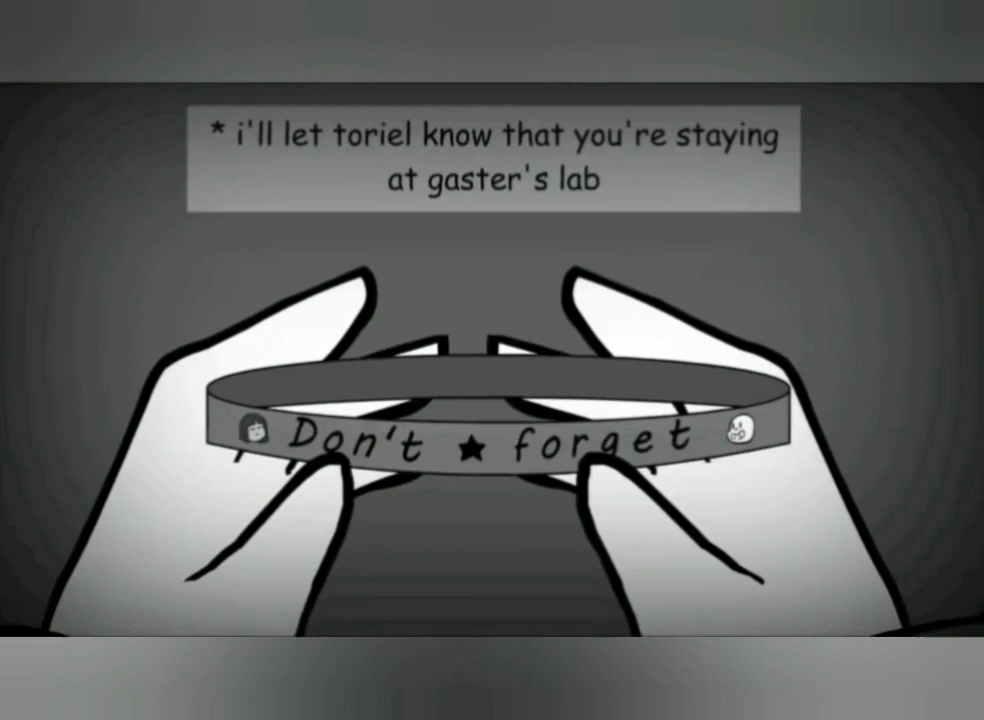 * i'll let toriel know that you're staying
at gaster's lab
Don't ★ forget